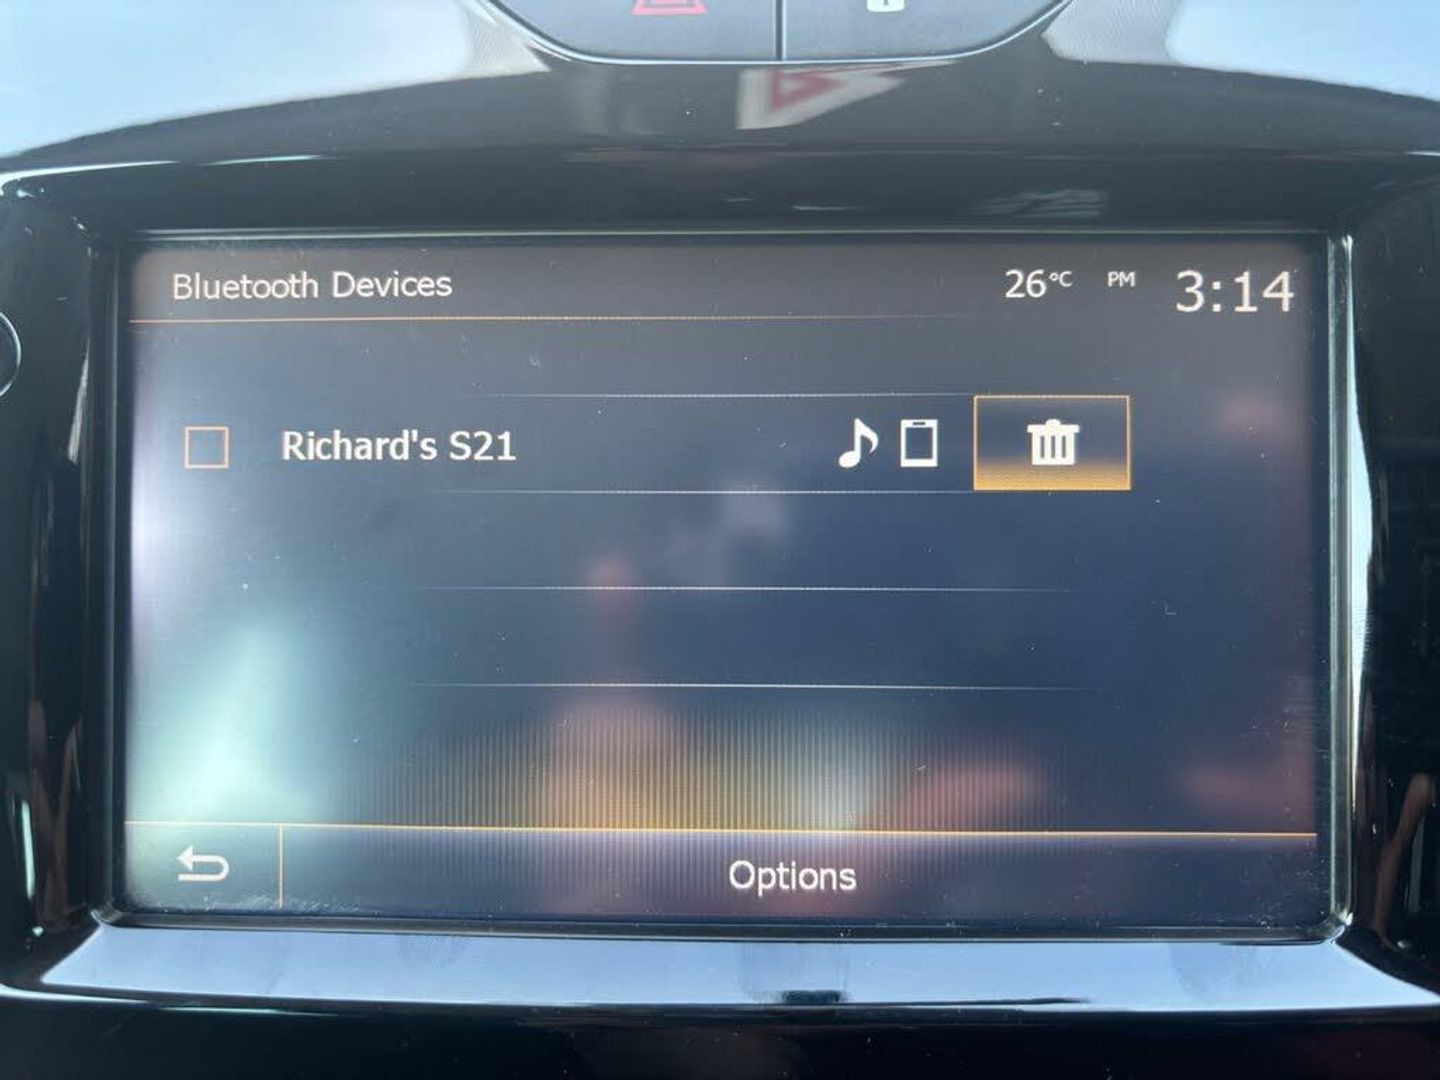 Bluetooth Devices 26°C PM 3:14
Richard's S21
Options